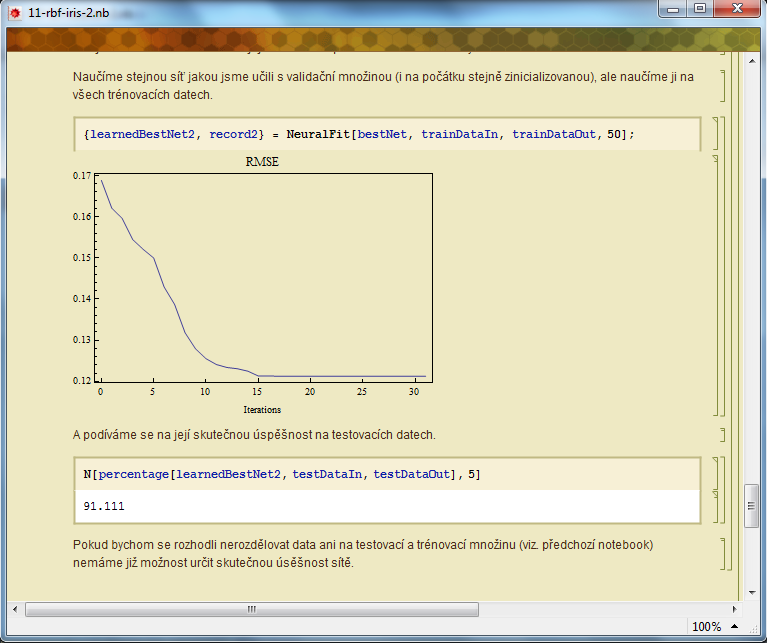 11-rbf-iris-2.nb
Naučíme stejnou síť jakou jsme učili s validační množinou (i na počátku stejně zinicializovanou), ale naučíme ji na
všech trénovacích datech.
{learnedBestNet2, record2} = NeuralFit[bestNet, trainDataIn, trainDataOut, 50];
RMSE
0.17
0.16
0.15
0.14
0.13
0.12
0 5 10 15 20 25 30
Iterations
A podíváme se na její skutečnou úspěšnost na testovacích datech.
N[percentage[learnedBestNet2, testDataIn, testDataOut], 5]
91.111
Pokud bychom se rozhodli nerozdělovat data ani na testovací a trénovací množinu (viz. předchozí notebook)
nemáme již možnost určit skutečnou úsěšnost sítě.
100%